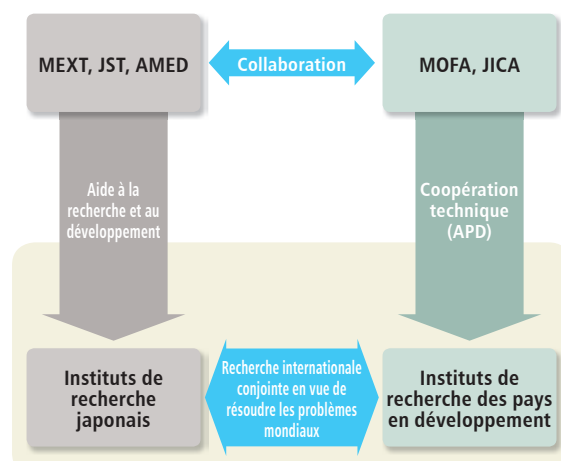 MEXT, JST, AMED
Collaboration
MOFA, JICA
Aide à la
recherche et au
développement
Coopération
technique
(APD)
Instituts de
recherche
japonais
Recherche internationale
conjointe en vue de
résoudre les problèmes
mondiaux
Instituts de
recherche des pays
en développement